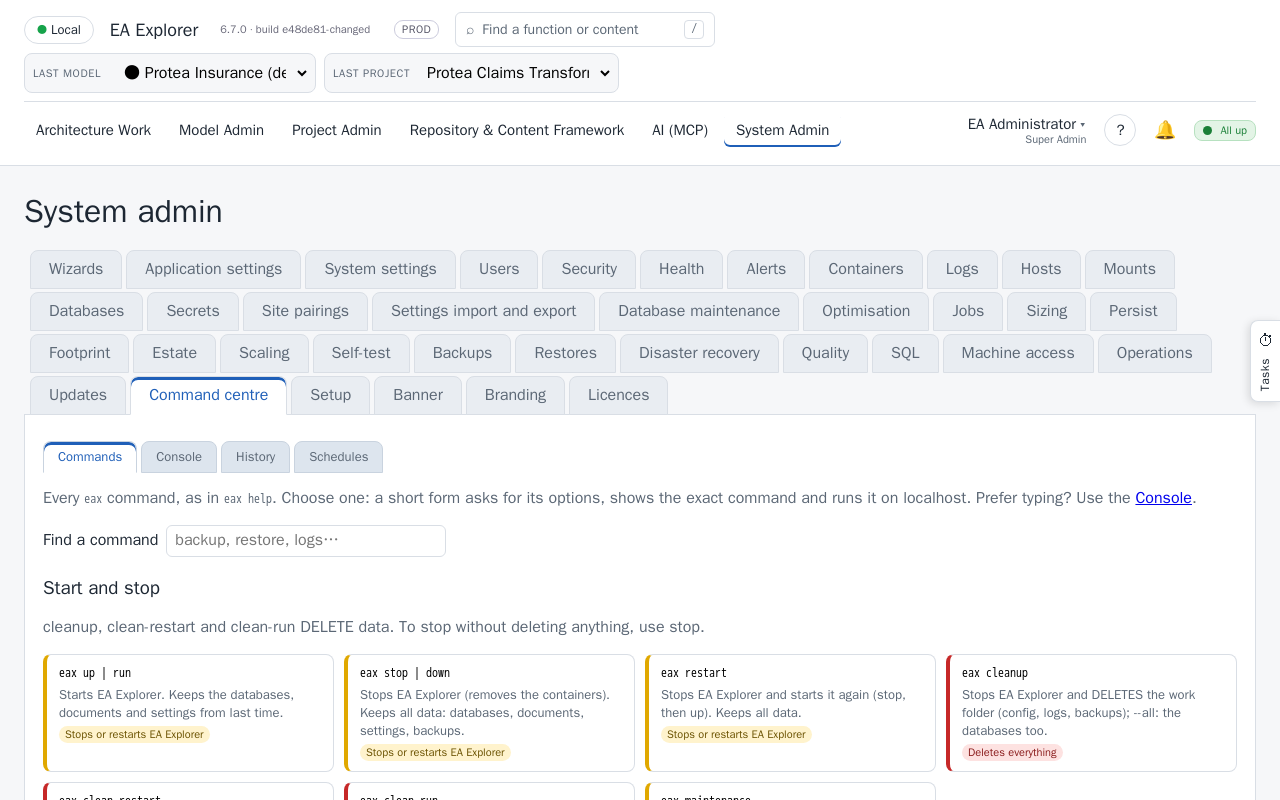 Local
EA Explorer
6.7.0 · build e48de81-changed
PROD
Find a function or content
/
LAST MODEL
Protea Insurance (de
LAST PROJECT
Protea Claims Transforr
Architecture Work
Model Admin
Project Admin
Repository & Content Framework
AI (MCP)
System Admin
EA Administrator
Super Admin
?
All up
System admin
Wizards
Application settings
System settings
Users
Security
Health
Alerts
Containers
Logs
Hosts
Mounts
Databases
Secrets
Site pairings
Settings import and export
Database maintenance
Optimisation
Jobs
Sizing
Persist
Footprint
Estate
Scaling
Self-test
Backups
Restores
Disaster recovery
Quality
SQL
Machine access
Operations
Updates
Command centre
Setup
Banner
Branding
Licences
Tasks
Commands
Console
History
Schedules
Every eax command, as in eax help. Choose one: a short form asks for its options, shows the exact command and runs it on localhost. Prefer typing? Use the Console.
Find a command
backup, restore, logs···
Start and stop
cleanup, clean-restart and clean-run DELETE data. To stop without deleting anything, use stop.
eax up | run
Starts EA Explorer. Keeps the databases,
documents and settings from last time.
Stops or restarts EA Explorer
eax stop | down
Stops EA Explorer (removes the containers).
Keeps all data: databases, documents,
settings, backups.
Stops or restarts EA Explorer
eax restart
Stops EA Explorer and starts it again (stop,
then up). Keeps all data.
Stops or restarts EA Explorer
eax cleanup
Stops EA Explorer and DELETES the work
folder (config, logs, backups); --all: the
databases too.
Deletes everything
eax clean-restart
eax clean-run
eax maintenance